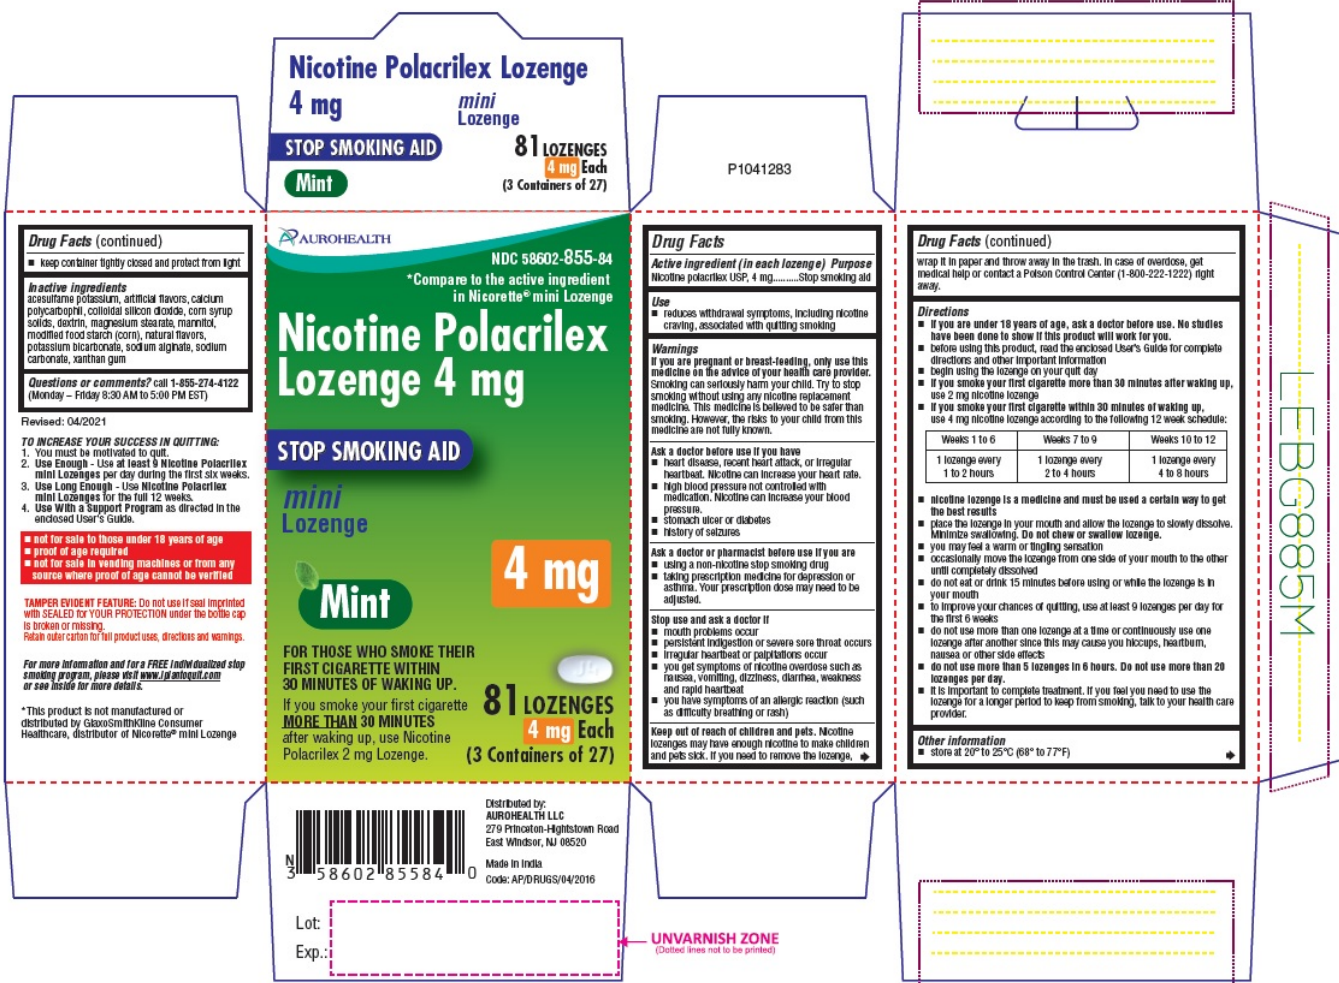 Nicotine Polacrilex Lozenge
4 mg
mini
Lozenge
STOP SMOKING AID
81 LOZENGES
4 mg Each
Mint
(3 Containers of 27)
P1041283
Drug Facts (continued)
■ keep container tightly closed and protect from light
Inactive ingredients
acesulfame potassium, artificial flavors, calcium
polycarbophil, colloidal silicon dioxide, corn syrup
solids, dextrin, magnesium stearate, mannitol,
modified food starch (corn), natural flavors,
potassium bicarbonate, sodium alginate, sodium
carbonate, xanthan gum
Questions or comments? call 1-855-274-4122
(Monday – Friday 8:30 AM to 5:00 PM EST)
Revised: 04/2021
TO INCREASE YOUR SUCCESS IN QUITTING:
1. You must be motivated to quit.
2. Use Enough - Use at least 9 Nicotine Polacrilex
mini Lozenges per day during the first six weeks.
3. Use Long Enough - Use Nicotine Polacrilex
mini Lozenges for the full 12 weeks.
4. Use With a Support Program as directed in the
enclosed User's Guide.
■ not for sale to those under 18 years of age
■ proof of age required
■ not for sale in vending machines or from any
source where proof of age cannot be verified
TAMPER EVIDENT FEATURE: Do not use if seal imprinted
with SEALED for YOUR PROTECTION under the bottle cap
is broken or missing.
Retain outer carton for full product uses, directions and warnings.
For more information and for a FREE individualized stop
smoking program, please visit www.iplantoquit.com
or see inside for more details.
*This product is not manufactured or
distributed by GlaxoSmithKline Consumer
Healthcare, distributor of Nicorette® mini Lozenge
AUROHEALTH
NDC 58602-855-84
*Compare to the active ingredient
in Nicorette® mini Lozenge
Nicotine Polacrilex
Lozenge 4 mg
STOP SMOKING AID
mini
Lozenge
4 mg
Mint
FOR THOSE WHO SMOKE THEIR
FIRST CIGARETTE WITHIN
30 MINUTES OF WAKING UP.
If you smoke your first cigarette
MORE THAN 30 MINUTES
after waking up, use Nicotine
Polacrilex 2 mg Lozenge.
81 LOZENGES
4 mg Each
(3 Containers of 27)
Drug Facts
Active ingredient (in each lozenge) Purpose
Nicotine polacrilex USP, 4 mg..........Stop smoking aid
Use
■ reduces withdrawal symptoms, including nicotine
craving, associated with quitting smoking
Warnings
If you are pregnant or breast-feeding, only use this
medicine on the advice of your health care provider.
Smoking can seriously harm your child. Try to stop
smoking without using any nicotine replacement
medicine. This medicine is believed to be safer than
smoking. However, the risks to your child from this
medicine are not fully known.
Ask a doctor before use if you have
■ heart disease, recent heart attack, or irregular
heartbeat. Nicotine can increase your heart rate.
■ high blood pressure not controlled with
medication. Nicotine can increase your blood
pressure.
■ stomach ulcer or diabetes
■ history of seizures
Ask a doctor or pharmacist before use if you are
■ using a non-nicotine stop smoking drug
■ taking prescription medicine for depression or
asthma. Your prescription dose may need to be
adjusted.
Stop use and ask a doctor if
■ mouth problems occur
■ persistent indigestion or severe sore throat occurs
■ irregular heartbeat or palpitations occur
■ you get symptoms of nicotine overdose such as
nausea, vomiting, dizziness, diarrhea, weakness
and rapid heartbeat
■ you have symptoms of an allergic reaction (such
as difficulty breathing or rash)
Keep out of reach of children and pets. Nicotine
lozenges may have enough nicotine to make children
and pets sick. If you need to remove the lozenge,
Drug Facts (continued)
wrap it in paper and throw away in the trash. In case of overdose, get
medical help or contact a Poison Control Center (1-800-222-1222) right
away.
Directions
■ if you are under 18 years of age, ask a doctor before use. No studies
have been done to show if this product will work for you.
■ before using this product, read the enclosed User's Guide for complete
directions and other important information
■ begin using the lozenge on your quit day
■ if you smoke your first cigarette more than 30 minutes after waking up,
use 2 mg nicotine lozenge
■ if you smoke your first cigarette within 30 minutes of waking up,
use 4 mg nicotine lozenge according to the following 12 week schedule:
Weeks 1 to 6 Weeks 7 to 9 Weeks 10 to 12
1 lozenge every 1 lozenge every 1 lozenge every
1 to 2 hours 2 to 4 hours 4 to 8 hours
■ nicotine lozenge is a medicine and must be used a certain way to get
the best results
■ place the lozenge in your mouth and allow the lozenge to slowly dissolve.
Minimize swallowing. Do not chew or swallow lozenge.
■ you may feel a warm or tingling sensation
■ occasionally move the lozenge from one side of your mouth to the other
until completely dissolved
■ do not eat or drink 15 minutes before using or while the lozenge is in
your mouth
■ to improve your chances of quitting, use at least 9 lozenges per day for
the first 6 weeks
■ do not use more than one lozenge at a time or continuously use one
lozenge after another since this may cause you hiccups, heartburn,
nausea or other side effects
■ do not use more than 5 lozenges in 6 hours. Do not use more than 20
lozenges per day.
■ it is important to complete treatment. If you feel you need to use the
lozenge for a longer period to keep from smoking, talk to your health care
provider.
Other information
■ store at 20° to 25°C (68° to 77°F)
LEBG885M
N
3 58602 85584 0
Distributed by:
AUROHEALTH LLC
279 Princeton-Hightstown Road
East Windsor, NJ 08520
Made in India
Code: AP/DRUGS/04/2016
Lot:
Exp.:
UNVARNISH ZONE
(Dotted lines not to be printed)